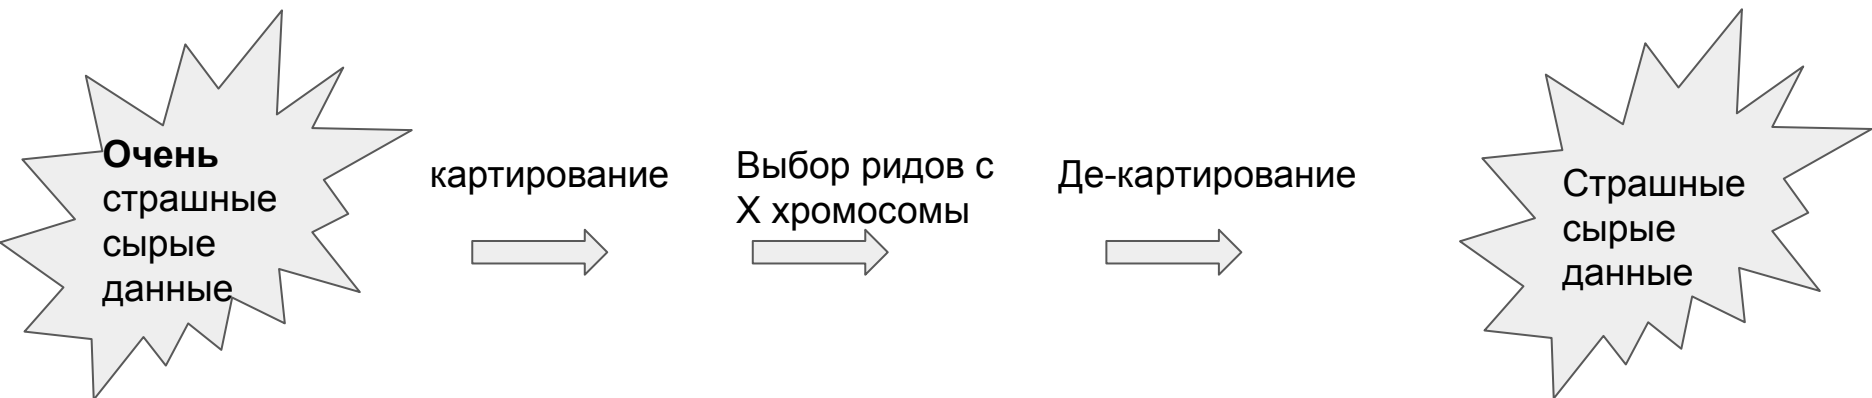 Очень
страшные
сырые
данные
картирование
Выбор ридов с
Х хромосомы
Де-картирование
Страшные
сырые
данные